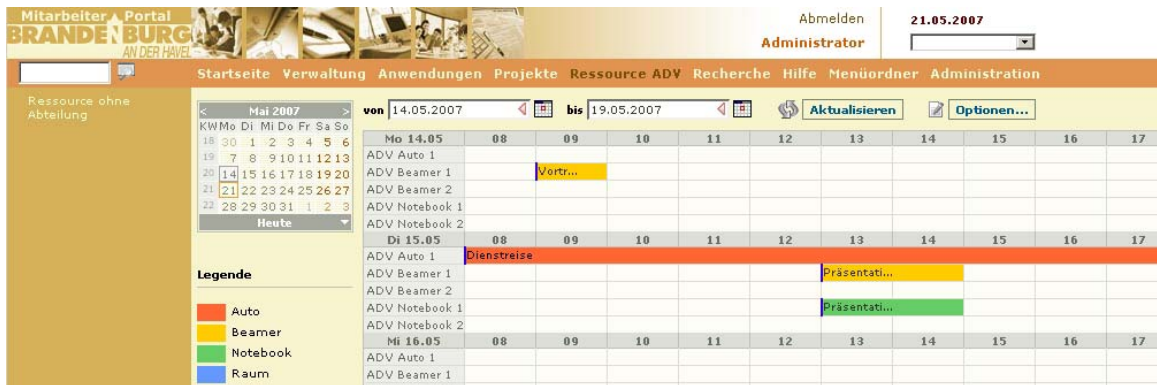 Mitarbeiter Portal
BRANDENBURG
AN DER HAVEL
Abmelden
21.05.2007
Administrator
Startseite Verwaltung Anwendungen Projekte Ressource ADV Recherche Hilfe Menüordner Administration
Ressource ohne
Abteilung
< Mai 2007 >
KW Mo Di Mi Do Fr Sa So
18 30 1 2 3 4 5 6
19 7 8 9 10 11 12 13
20 14 15 16 17 18 19 20
21 21 22 23 24 25 26 27
22 28 29 30 31 1 2 3
Heute
Legende
Auto
Beamer
Notebook
Raum
von 14.05.2007 bis 19.05.2007 Aktualisieren Optionen...
Mo 14.05 08 09 10 11 12 13 14 15 16 17
ADV Auto 1
ADV Beamer 1 Vortr...
ADV Beamer 2
ADV Notebook 1
ADV Notebook 2
Di 15.05 08 09 10 11 12 13 14 15 16 17
ADV Auto 1 Dienstreise
ADV Beamer 1 Präsentati...
ADV Beamer 2
ADV Notebook 1 Präsentati...
ADV Notebook 2
Mi 16.05 08 09 10 11 12 13 14 15 16 17
ADV Auto 1
ADV Beamer 1